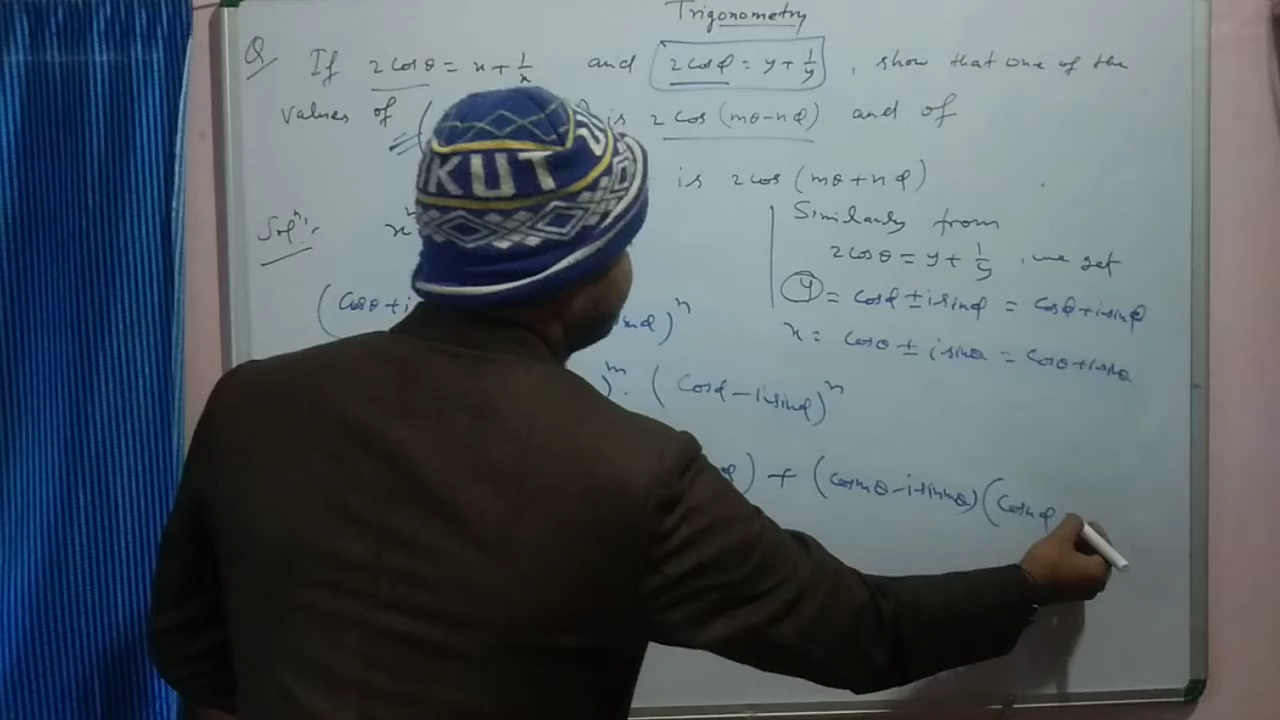 Trigonometry
Q If 2cosθ = x + 1/x and 2cosφ = y + 1/y, show that one of the
values of ( is 2cos(mθ-nφ) and of
is 2cos(mθ+nφ)
Solⁿ:-
Similarly from
2cosθ = y + 1/y, we get
y = cosφ ± isinφ = cosφ + isinφ
x = cosθ ± isinθ = cosθ + isinθ
(cosθ + i φ)ⁿ
)ᵐ . (cosφ - isinφ)ⁿ
) + (cosmθ - isinmθ)(cosnφ
KUT